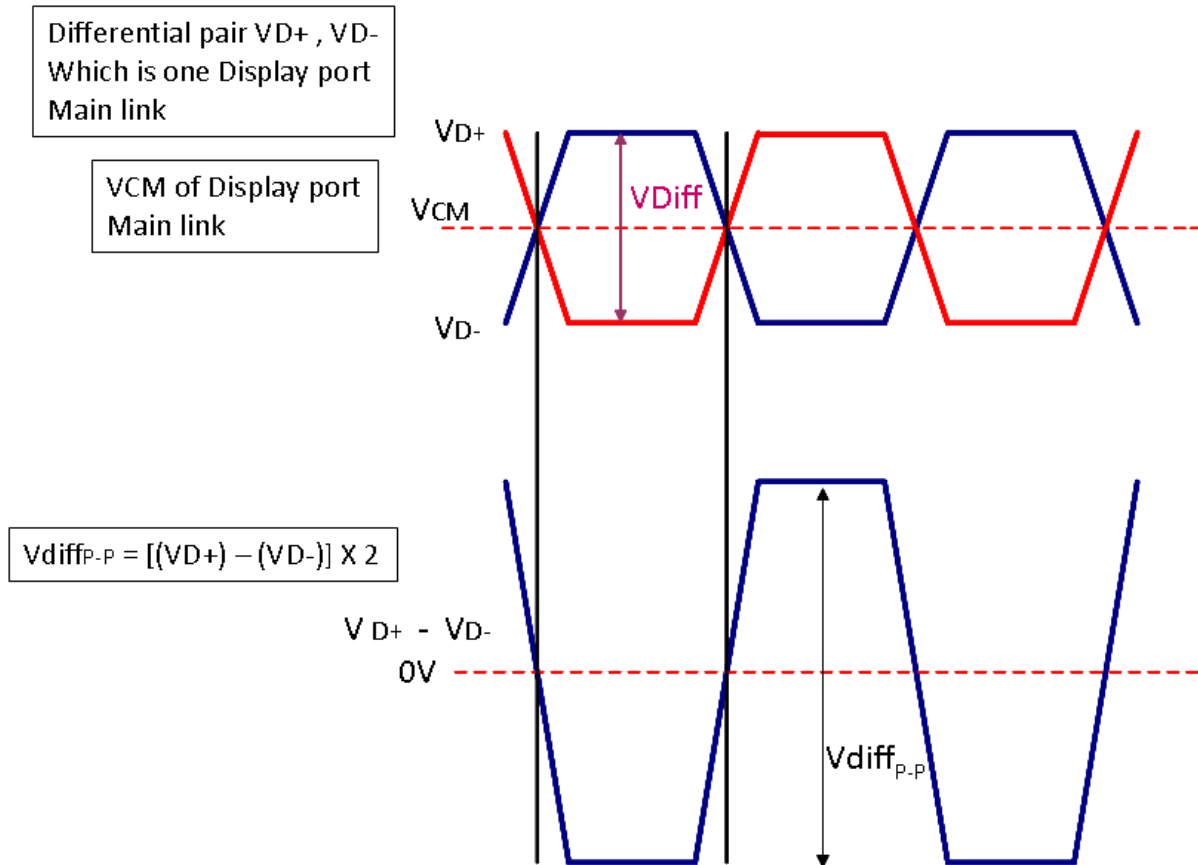 Differential pair VD+ , VD-
Which is one Display port
Main link
VCM of Display port
Main link
VD+
VDiff
VCM
VD-
VdiffP-P = [(VD+) – (VD-)] X 2
V D+ - VD-
0V
VdiffP-P